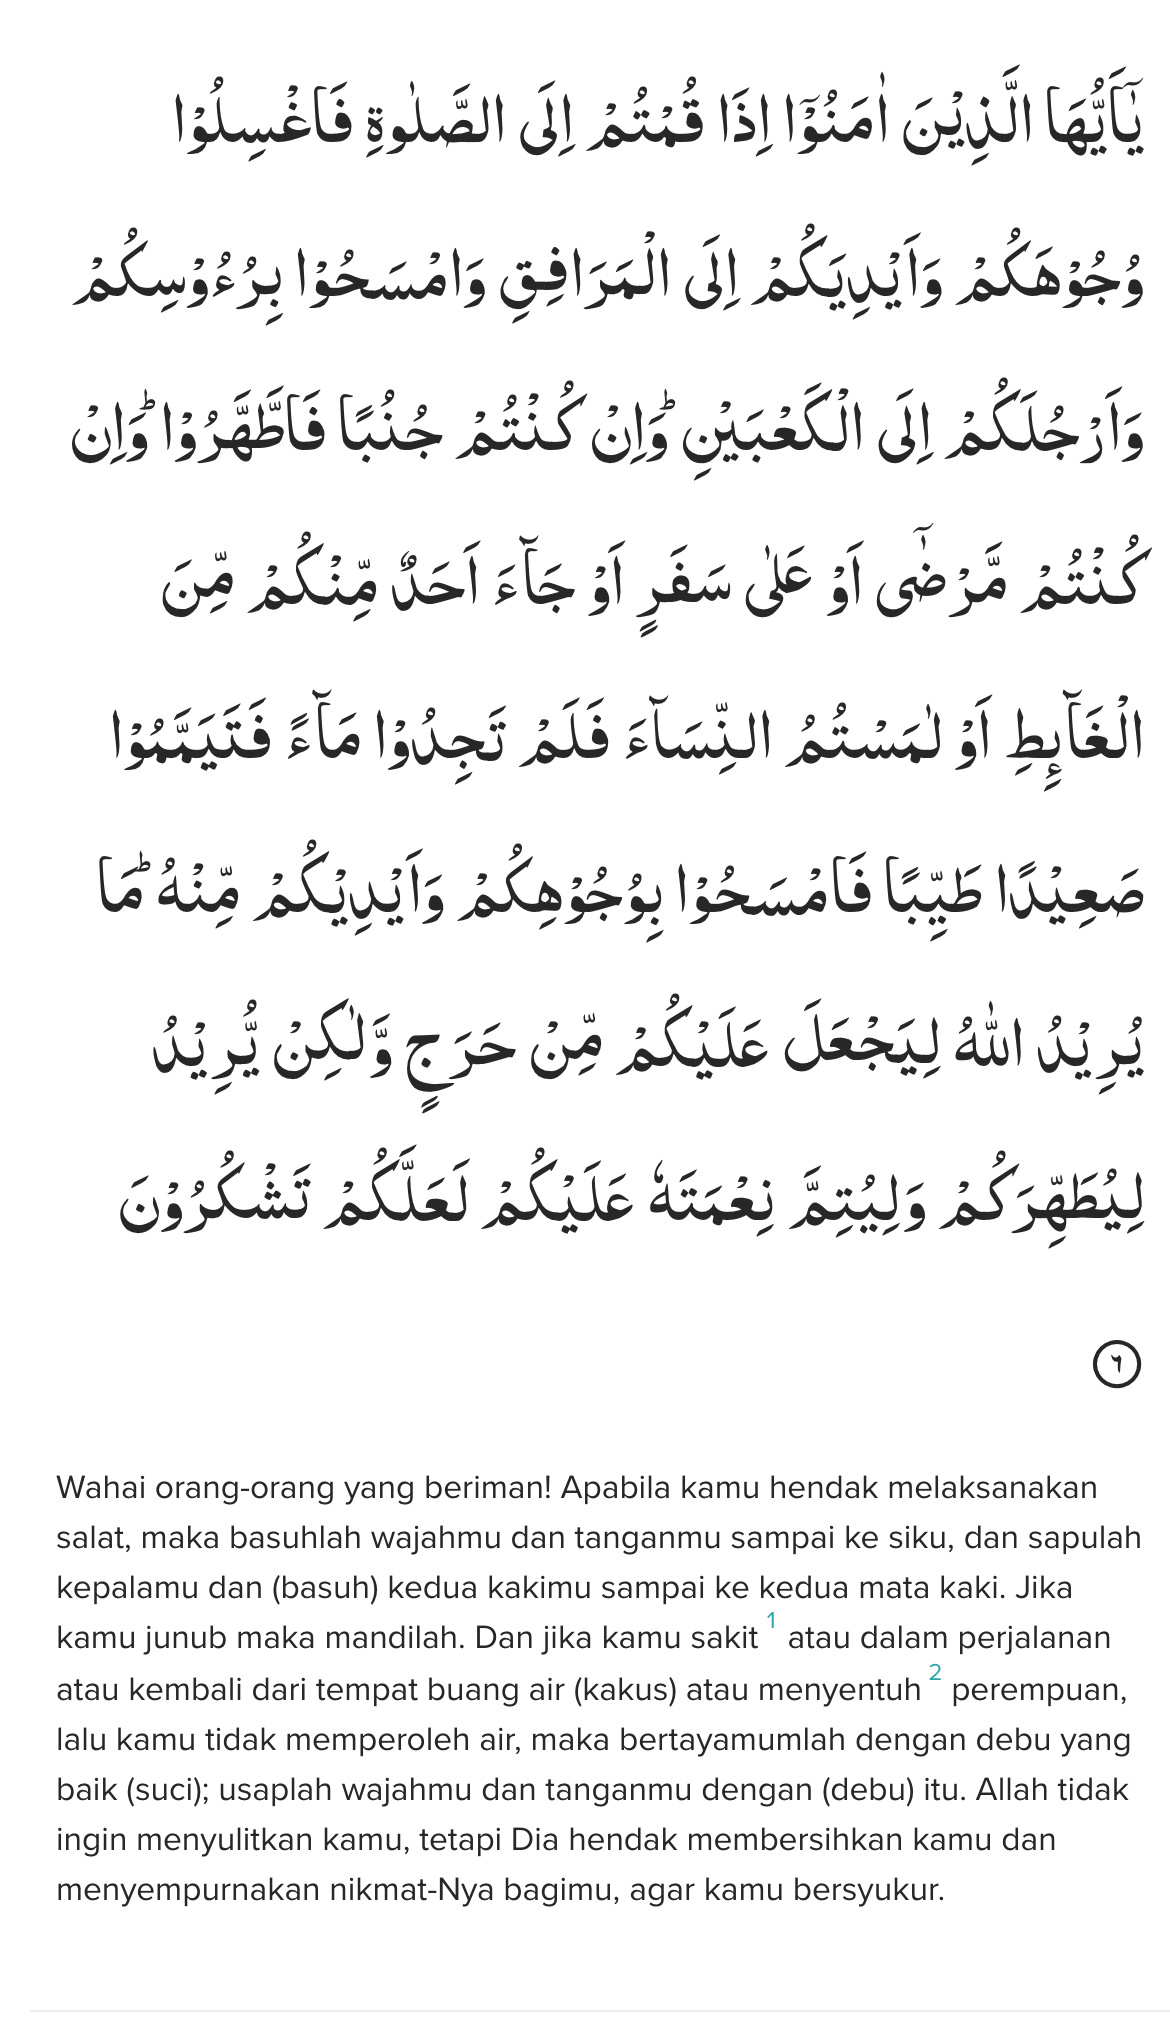 يٰٓاَيُّهَا الَّذِيْنَ اٰمَنُوْٓا اِذَا قُمْتُمْ اِلَى الصَّلٰوةِ فَاغْسِلُوْا
وُجُوْهَكُمْ وَاَيْدِيَكُمْ اِلَى الْمَرَافِقِ وَامْسَحُوْا بِرُءُوْسِكُمْ
وَاَرْجُلَكُمْ اِلَى الْكَعْبَيْنِۗ وَاِنْ كُنْتُمْ جُنُبًا فَاطَّهَّرُوْاۗ وَاِنْ
كُنْتُمْ مَّرْضٰٓى اَوْ عَلٰى سَفَرٍ اَوْ جَاۤءَ اَحَدٌ مِّنْكُمْ مِّنَ
الْغَاۤىِٕطِ اَوْ لٰمَسْتُمُ النِّسَاۤءَ فَلَمْ تَجِدُوْا مَاۤءً فَتَيَمَّمُوْا
صَعِيْدًا طَيِّبًا فَامْسَحُوْا بِوُجُوْهِكُمْ وَاَيْدِيْكُمْ مِّنْهُ ۗمَا
يُرِيْدُ اللّٰهُ لِيَجْعَلَ عَلَيْكُمْ مِّنْ حَرَجٍ وَّلٰكِنْ يُّرِيْدُ
لِيُطَهِّرَكُمْ وَلِيُتِمَّ نِعْمَتَهٗ عَلَيْكُمْ لَعَلَّكُمْ تَشْكُرُوْنَ
٦
Wahai orang-orang yang beriman! Apabila kamu hendak melaksanakan
salat, maka basuhlah wajahmu dan tanganmu sampai ke siku, dan sapulah
kepalamu dan (basuh) kedua kakimu sampai ke kedua mata kaki. Jika
kamu junub maka mandilah. Dan jika kamu sakit 1 atau dalam perjalanan
atau kembali dari tempat buang air (kakus) atau menyentuh 2 perempuan,
lalu kamu tidak memperoleh air, maka bertayamumlah dengan debu yang
baik (suci); usaplah wajahmu dan tanganmu dengan (debu) itu. Allah tidak
ingin menyulitkan kamu, tetapi Dia hendak membersihkan kamu dan
menyempurnakan nikmat-Nya bagimu, agar kamu bersyukur.